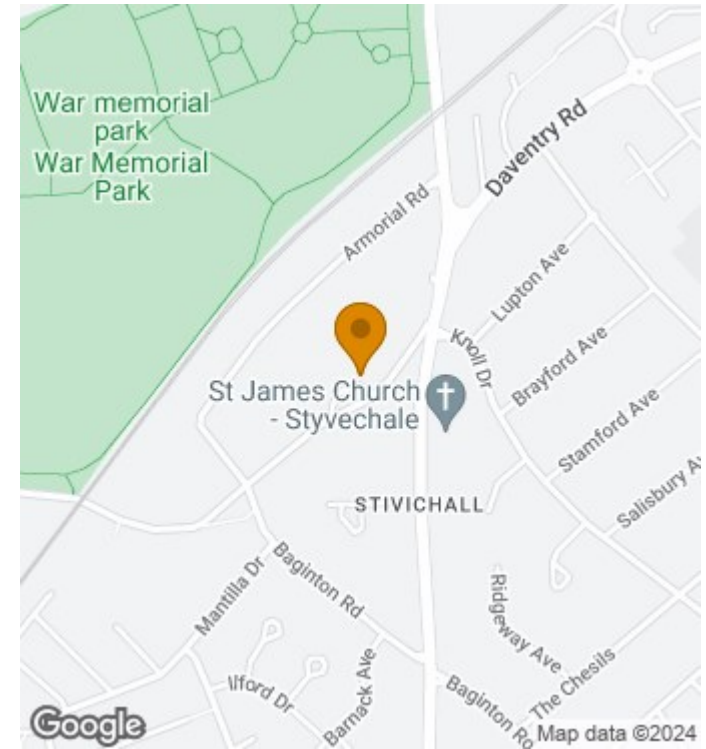 War memorial
park
War Memorial
Park
Daventry Rd
Armorial Rd
Lupton Ave
Knoll Dr
Brayford Ave
St James Church
- Styvechale
Stamford Ave
Salisbury Av
STIVICHALL
Mantilla Dr
Baginton Rd
Ridgeway Ave
The Chesils
Ilford Dr
Barnack Ave
Baginton Ro
Google
Map data ©2024